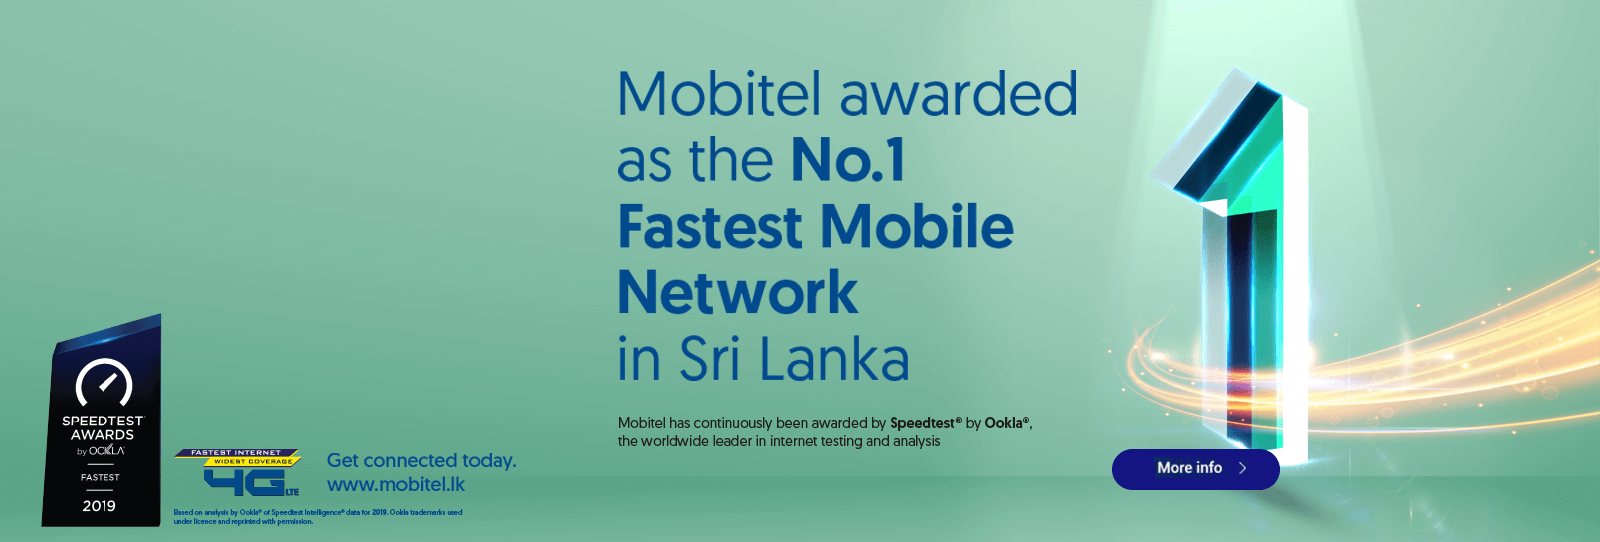 Mobitel awarded
as the No.1
Fastest Mobile
Network
in Sri Lanka
Mobitel has continuously been awarded by Speedtest® by Ookla®,
the worldwide leader in internet testing and analysis
1
More info
SPEEDTEST®
AWARDS
by OOKLA®
FASTEST
2019
FASTEST INTERNET
WIDEST COVERAGE
4G LTE
Get connected today.
www.mobitel.lk
Based on analysis by Ookla® of Speedtest Intelligence® data for 2019. Ookla trademarks used
under licence and reprinted with permission.